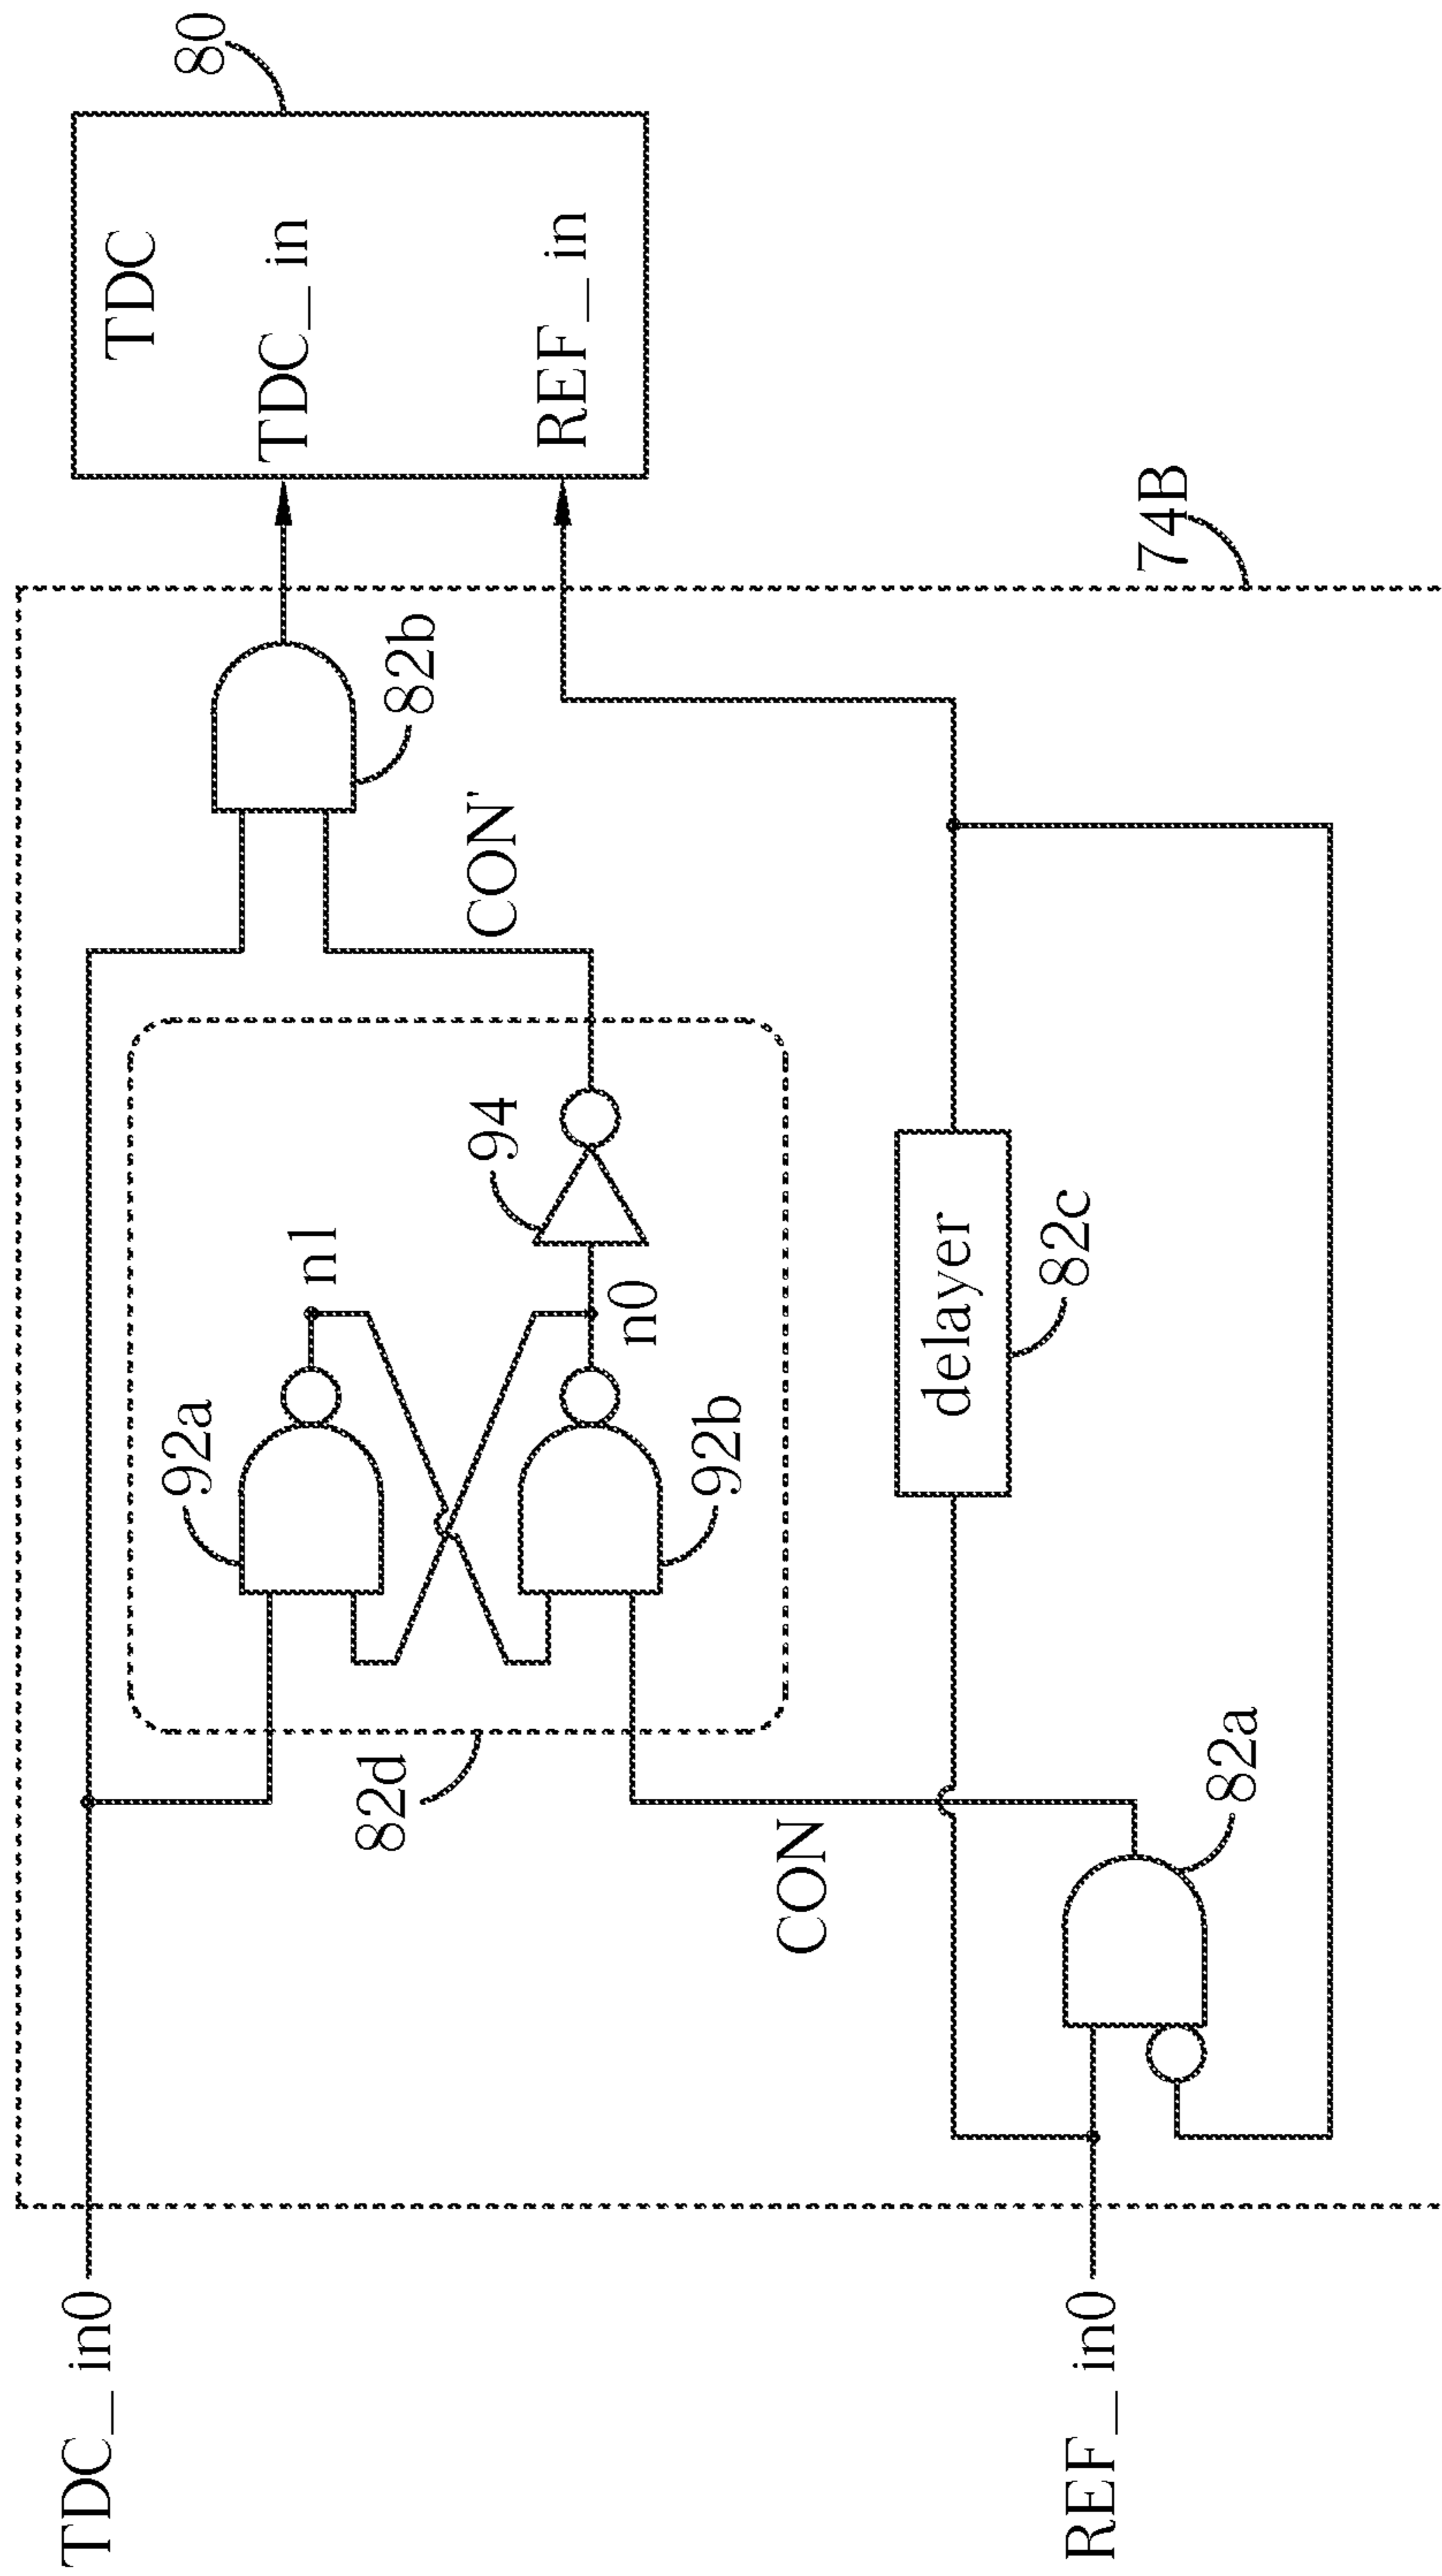 80
TDC
TDC_in
REF_in
74B
82b
CON'
94
n1
n0
92a
92b
delayer
82c
82d
CON
82a
TDC_in0
REF_in0